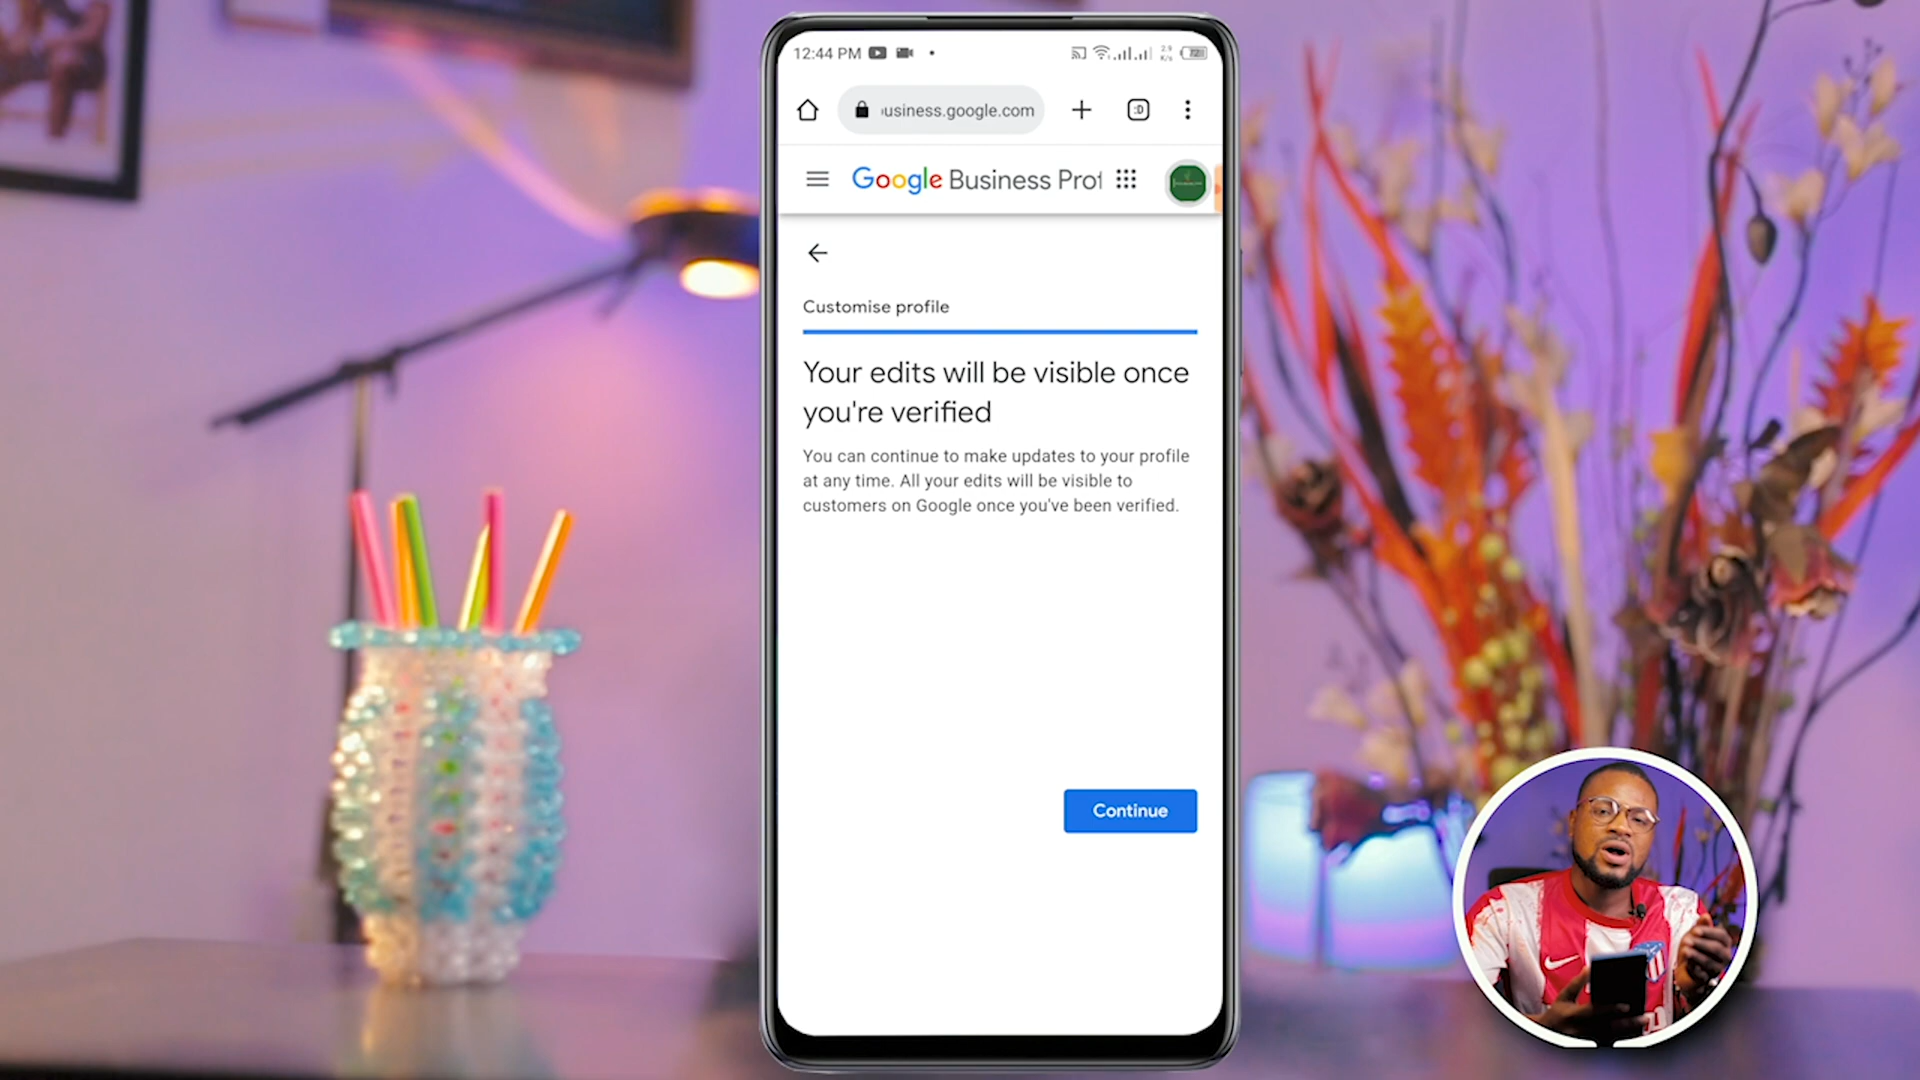 12:44 PM
2.9
K/s
usiness.google.com
:D
Google Business Prof
Customise profile
Your edits will be visible once
you're verified
You can continue to make updates to your profile
at any time. All your edits will be visible to
customers on Google once you've been verified.
Continue